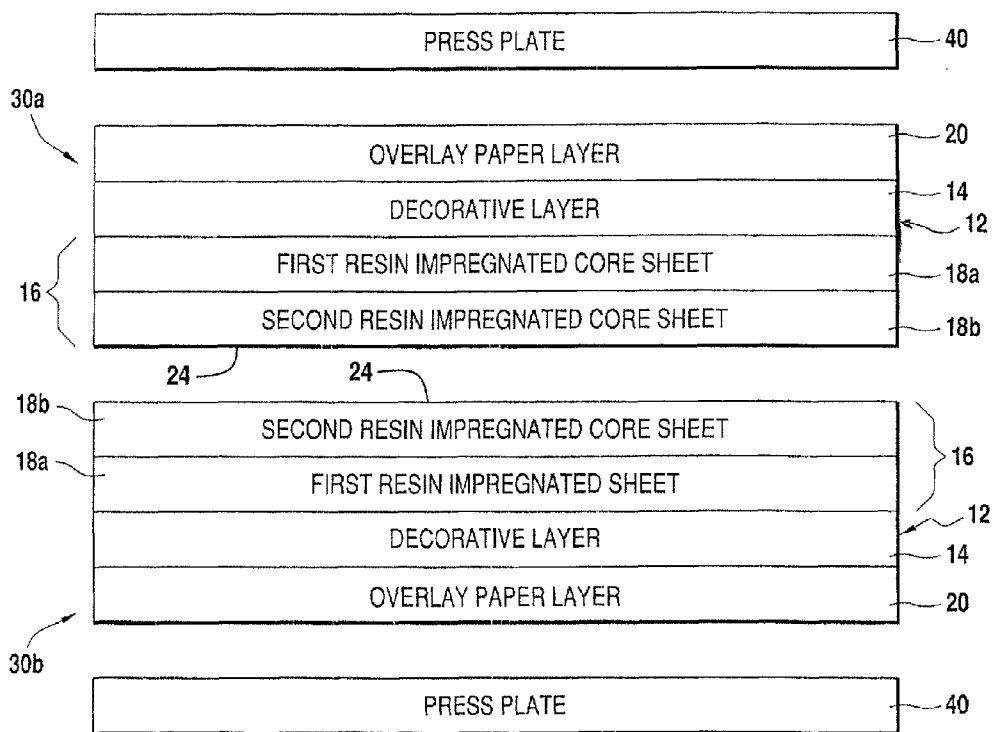 PRESS PLATE 40
30a
OVERLAY PAPER LAYER 20
DECORATIVE LAYER 14
12
16 FIRST RESIN IMPREGNATED CORE SHEET 18a
SECOND RESIN IMPREGNATED CORE SHEET 18b
24 24
18b SECOND RESIN IMPREGNATED CORE SHEET
16
18a FIRST RESIN IMPREGNATED SHEET
12
DECORATIVE LAYER 14
OVERLAY PAPER LAYER 20
30b
PRESS PLATE 40